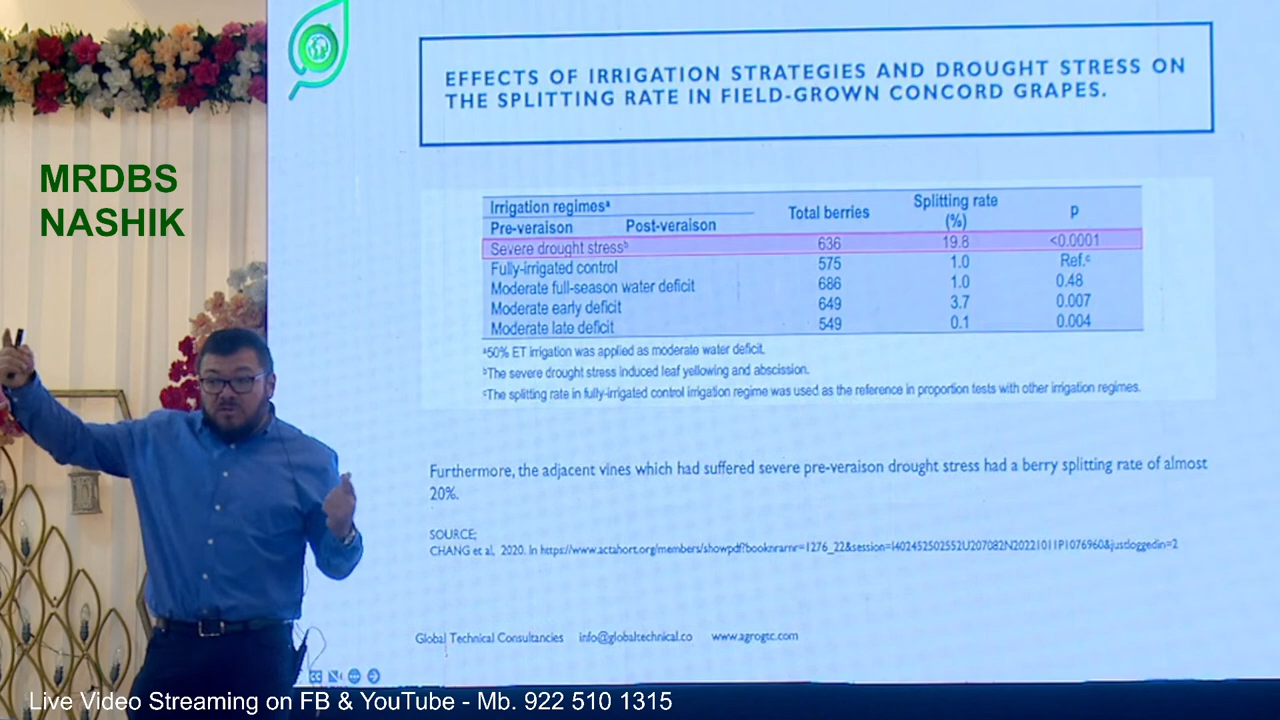 EFFECTS OF IRRIGATION STRATEGIES AND DROUGHT STRESS ON
THE SPLITTING RATE IN FIELD-GROWN CONCORD GRAPES.
MRDBS
NASHIK
Irrigation regimesᵃ Total berries Splitting rate (%) p
Pre-veraison Post-veraison
Severe drought stressᵇ 636 19.8 <0.0001
Fully-irrigated control 575 1.0 Ref.ᶜ
Moderate full-season water deficit 686 1.0 0.48
Moderate early deficit 649 3.7 0.007
Moderate late deficit 549 0.1 0.004
ᵃ50% ET irrigation was applied as moderate water deficit.
ᵇThe severe drought stress induced leaf yellowing and abscission.
ᶜThe splitting rate in fully-irrigated control irrigation regime was used as the reference in proportion tests with other irrigation regimes.
Furthermore, the adjacent vines which had suffered severe pre-veraison drought stress had a berry splitting rate of almost
20%.
SOURCE;
CHANG et al, 2020. In
Global Technical Consultancies info@globaltechnical.co www.agrogtc.com
Live Video Streaming on FB & YouTube - Mb. 922 510 1315